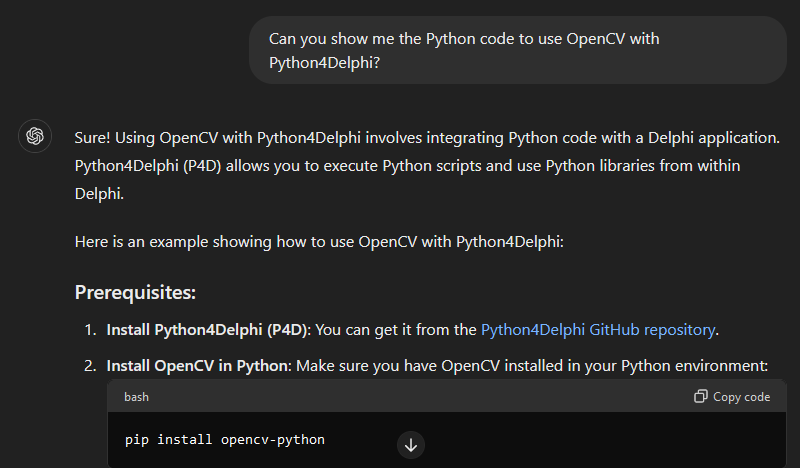 Can you show me the Python code to use OpenCV with
Python4Delphi?
Sure! Using OpenCV with Python4Delphi involves integrating Python code with a Delphi application.
Python4Delphi (P4D) allows you to execute Python scripts and use Python libraries from within
Delphi.
Here is an example showing how to use OpenCV with Python4Delphi:
Prerequisites:
1. Install Python4Delphi (P4D): You can get it from the Python4Delphi GitHub repository.
2. Install OpenCV in Python: Make sure you have OpenCV installed in your Python environment:
bash Copy code
pip install opencv-python